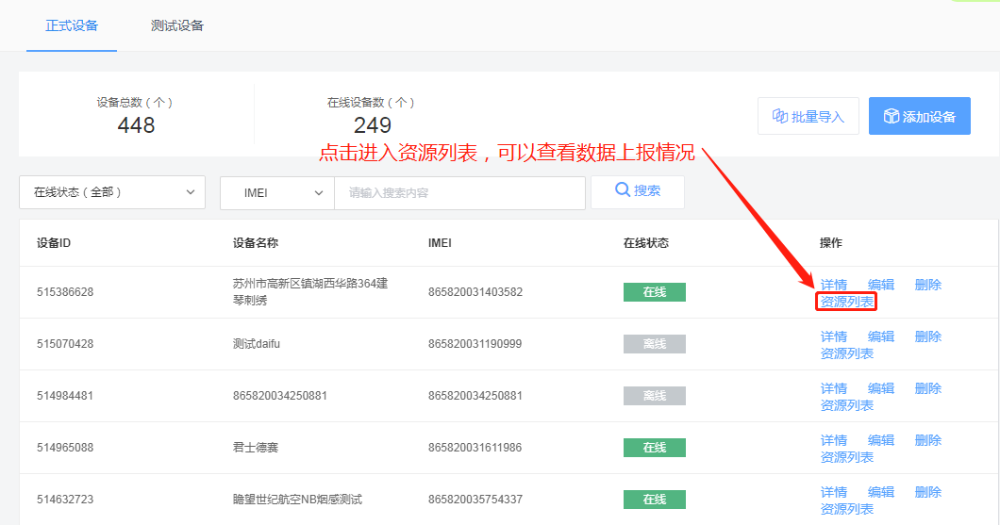 正式设备 测试设备
设备总数（个） 在线设备数（个）
448 249
批量导入 添加设备
点击进入资源列表，可以查看数据上报情况
在线状态（全部） IMEI 请输入搜索内容 搜索
设备ID 设备名称 IMEI 在线状态 操作
515386628 苏州市高新区镇湖西华路364建 865820031403582 在线 详情 编辑 删除
琴刺绣 资源列表
515070428 测试daifu 865820031190999 离线 详情 编辑 删除
资源列表
514984481 865820034250881 865820034250881 离线 详情 编辑 删除
资源列表
514965088 君士德赛 865820031611986 在线 详情 编辑 删除
资源列表
514632723 瞻望世纪航空NB烟感测试 865820035754337 在线 详情 编辑 删除
资源列表